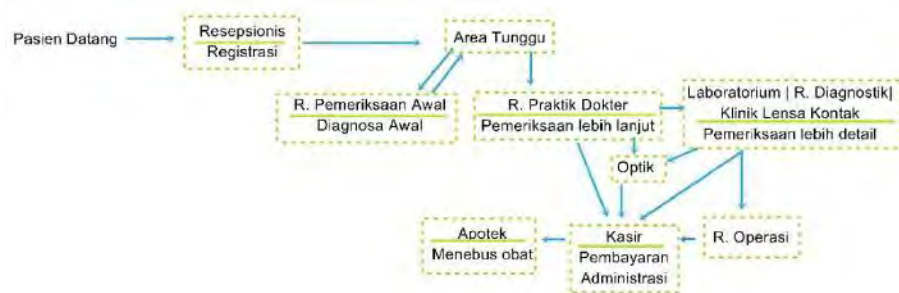 Pasien Datang
Resepsionis
Registrasi
Area Tunggu
R. Pemeriksaan Awal
Diagnosa Awal
R. Praktik Dokter
Pemeriksaan lebih lanjut
Laboratorium | R. Diagnostik|
Klinik Lensa Kontak
Pemeriksaan lebih detail
Optik
Apotek
Menebus obat
Kasir
Pembayaran
Administrasi
R. Operasi